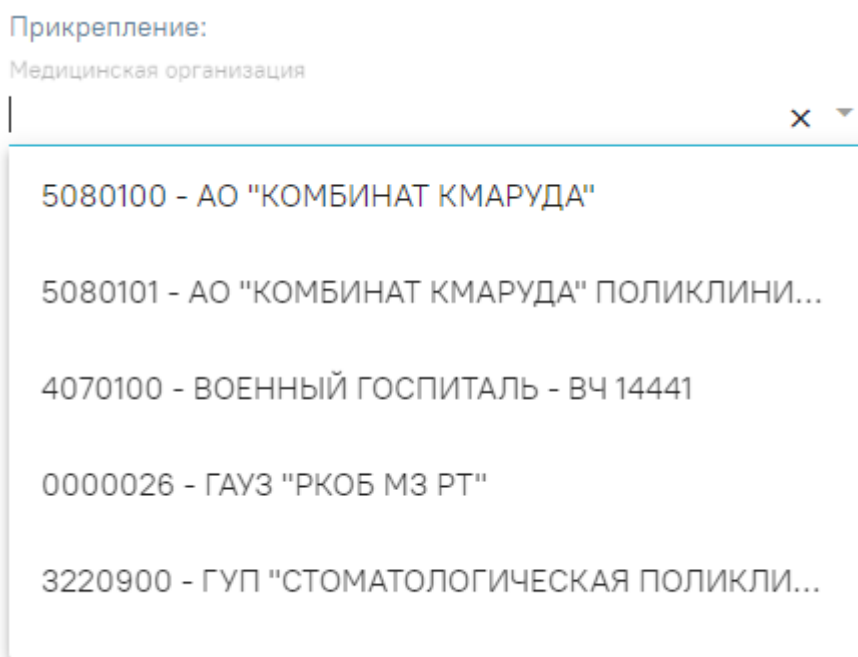 Прикрепление:
Медицинская организация
5080100 - АО "КОМБИНАТ КМАРУДА"
5080101 - АО "КОМБИНАТ КМАРУДА" ПОЛИКЛИНИ...
4070100 - ВОЕННЫЙ ГОСПИТАЛЬ - ВЧ 14441
0000026 - ГАУЗ "РКОБ МЗ РТ"
3220900 - ГУП "СТОМАТОЛОГИЧЕСКАЯ ПОЛИКЛИ...